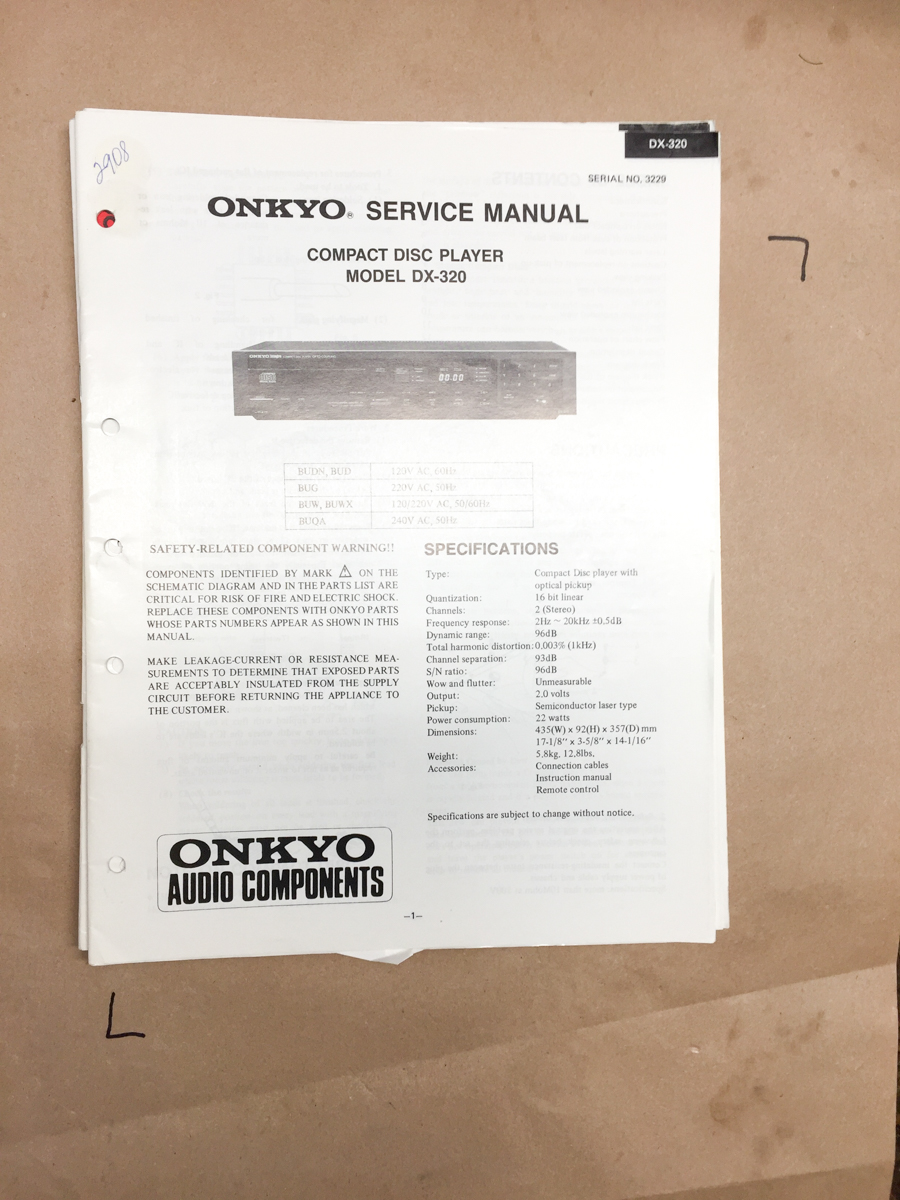 2908
DX-320
SERIAL NO. 3229
ONKYO® SERVICE MANUAL
COMPACT DISC PLAYER
MODEL DX-320
ONKYO
00:00
BUDN, BUD 120V AC, 60Hz
BUG 220V AC, 50Hz
BUW, BUWX 120/220V AC, 50/60Hz
BUQA 240V AC, 50Hz
SAFETY-RELATED COMPONENT WARNING!!
COMPONENTS IDENTIFIED BY MARK ⚠ ON THE
SCHEMATIC DIAGRAM AND IN THE PARTS LIST ARE
CRITICAL FOR RISK OF FIRE AND ELECTRIC SHOCK.
REPLACE THESE COMPONENTS WITH ONKYO PARTS
WHOSE PARTS NUMBERS APPEAR AS SHOWN IN THIS
MANUAL.
MAKE LEAKAGE-CURRENT OR RESISTANCE MEA-
SUREMENTS TO DETERMINE THAT EXPOSED PARTS
ARE ACCEPTABLY INSULATED FROM THE SUPPLY
CIRCUIT BEFORE RETURNING THE APPLIANCE TO
THE CUSTOMER.
SPECIFICATIONS
Type: Compact Disc player with
optical pickup
Quantization: 16 bit linear
Channels: 2 (Stereo)
Frequency response: 2Hz ~ 20kHz ±0.5dB
Dynamic range: 96dB
Total harmonic distortion: 0.003% (1kHz)
Channel separation: 93dB
S/N ratio: 96dB
Wow and flutter: Unmeasurable
Output: 2.0 volts
Pickup: Semiconductor laser type
Power consumption: 22 watts
Dimensions: 435(W) x 92(H) x 357(D) mm
17-1/8" x 3-5/8" x 14-1/16"
Weight: 5.8kg, 12.8lbs.
Accessories: Connection cables
Instruction manual
Remote control
Specifications are subject to change without notice.
ONKYO
AUDIO COMPONENTS
—1—